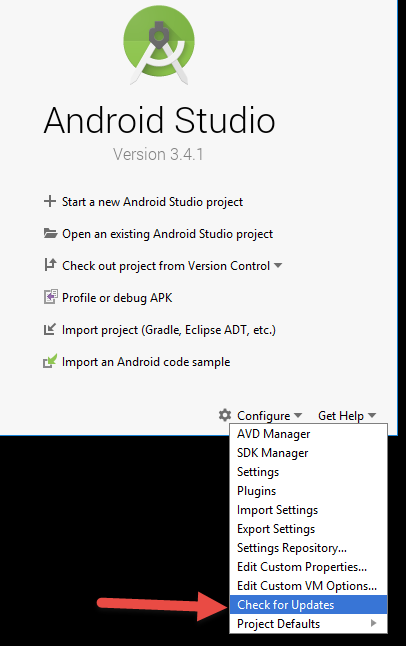 Android Studio
Version 3.4.1
Start a new Android Studio project
Open an existing Android Studio project
Check out project from Version Control
Profile or debug APK
Import project (Gradle, Eclipse ADT, etc.)
Import an Android code sample
Configure Get Help
AVD Manager
SDK Manager
Settings
Plugins
Import Settings
Export Settings
Settings Repository...
Edit Custom Properties...
Edit Custom VM Options...
Check for Updates
Project Defaults